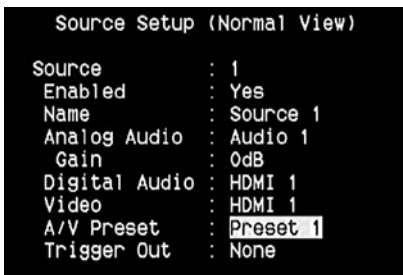 Source Setup (Normal View)
Source : 1
Enabled : Yes
Name : Source 1
Analog Audio : Audio 1
Gain : 0dB
Digital Audio : HDMI 1
Video : HDMI 1
A/V Preset : Preset 1
Trigger Out : None